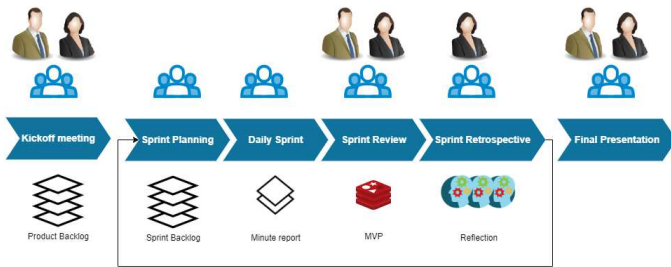 Kickoff meeting
Sprint Planning
Daily Sprint
Sprint Review
Sprint Retrospective
Final Presentation
Product Backlog
Sprint Backlog
Minute report
MVP
Reflection